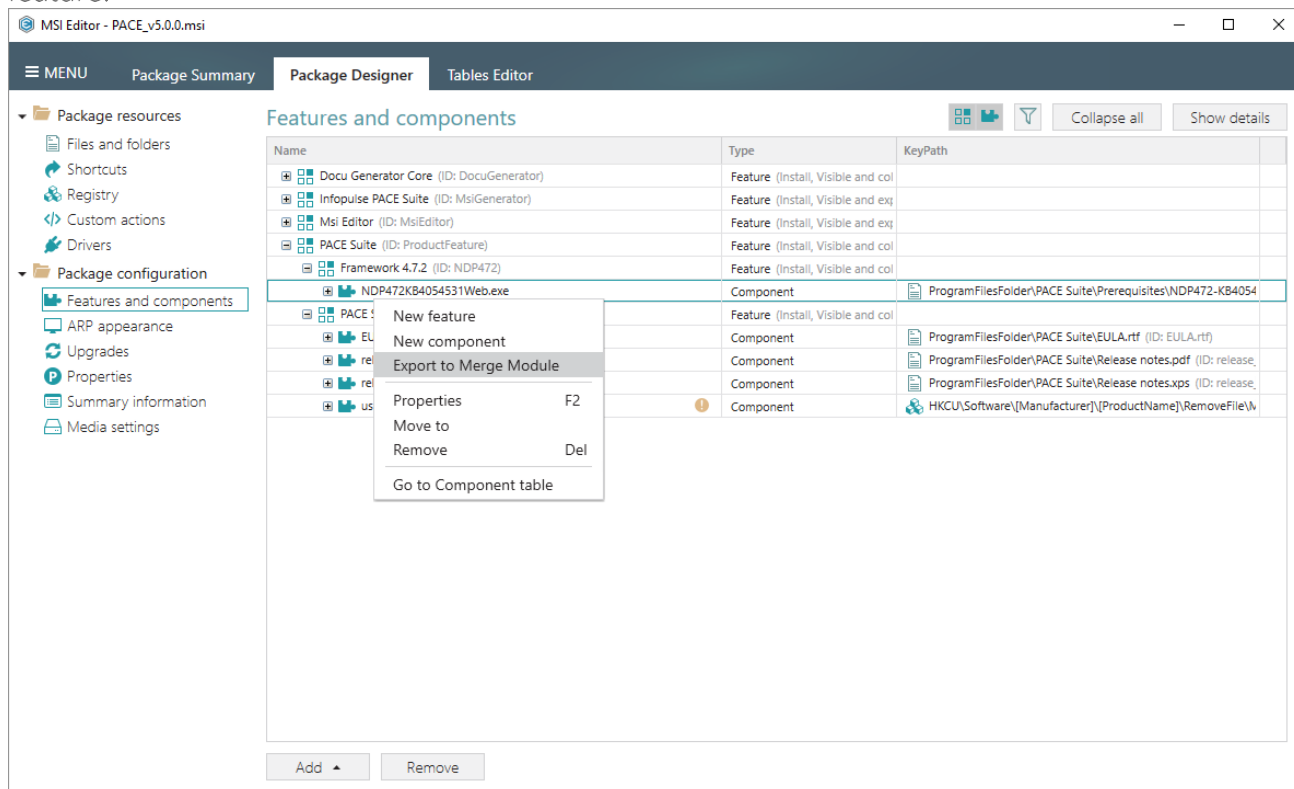 feature.
MSI Editor - PACE_v5.0.0.msi
MENU Package Summary Package Designer Tables Editor
Package resources
Files and folders
Shortcuts
Registry
Custom actions
Drivers
Package configuration
Features and components
ARP appearance
Upgrades
Properties
Summary information
Media settings
Features and components Collapse all Show details
Name Type KeyPath
Docu Generator Core (ID: DocuGenerator) Feature (Install, Visible and col
Infopulse PACE Suite (ID: MsiGenerator) Feature (Install, Visible and exp
Msi Editor (ID: MsiEditor) Feature (Install, Visible and exp
PACE Suite (ID: ProductFeature) Feature (Install, Visible and col
Framework 4.7.2 (ID: NDP472) Feature (Install, Visible and col
NDP472KB4054531Web.exe Component ProgramFilesFolder\PACE Suite\Prerequisites\NDP472-KB4054
PACE Feature (Install, Visible and col
EU Component ProgramFilesFolder\PACE Suite\EULA.rtf (ID: EULA.rtf)
rel Component ProgramFilesFolder\PACE Suite\Release notes.pdf (ID: release_
rel Component ProgramFilesFolder\PACE Suite\Release notes.xps (ID: release_
us Component HKCU\Software\[Manufacturer]\[ProductName]\RemoveFile\
New feature
New component
Export to Merge Module
Properties F2
Move to
Remove Del
Go to Component table
Add Remove